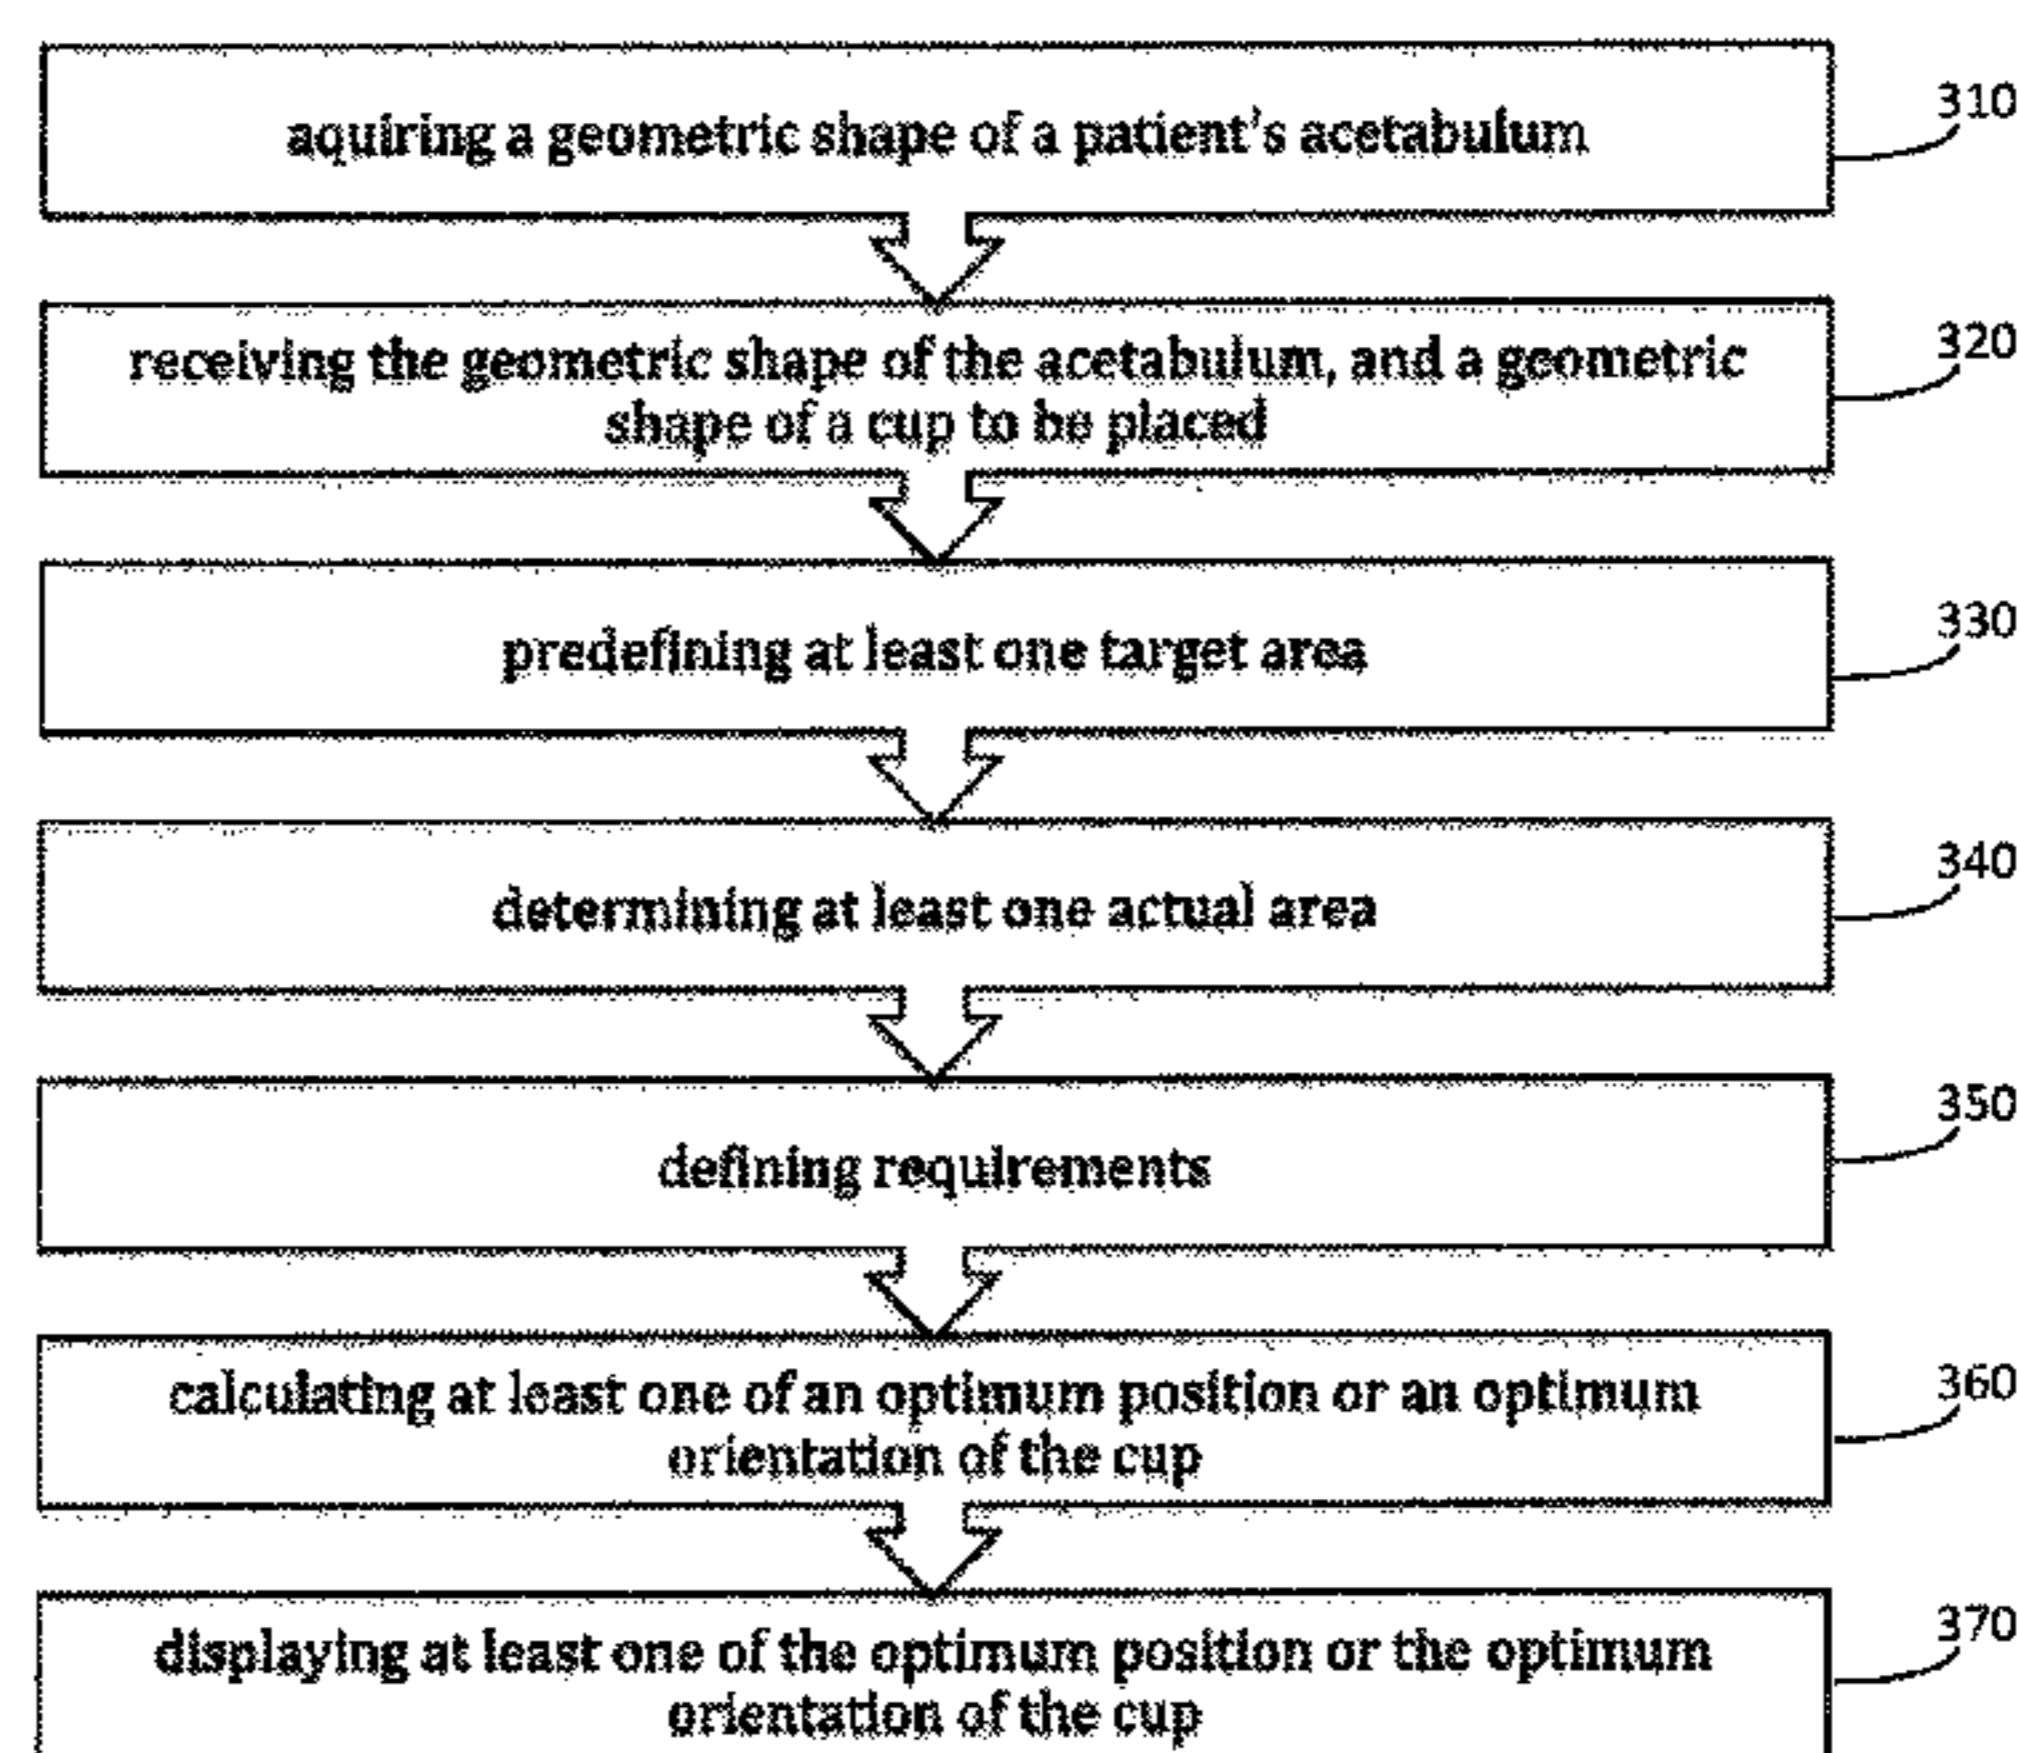 aquiring a geometric shape of a patient's acetabulum
310
receiving the geometric shape of the acetabulum, and a geometric
shape of a cup to be placed
320
predefining at least one target area
330
determining at least one actual area
340
defining requirements
350
calculating at least one of an optimum position or an optimum
orientation of the cup
360
displaying at least one of the optimum position or the optimum
orientation of the cup
370